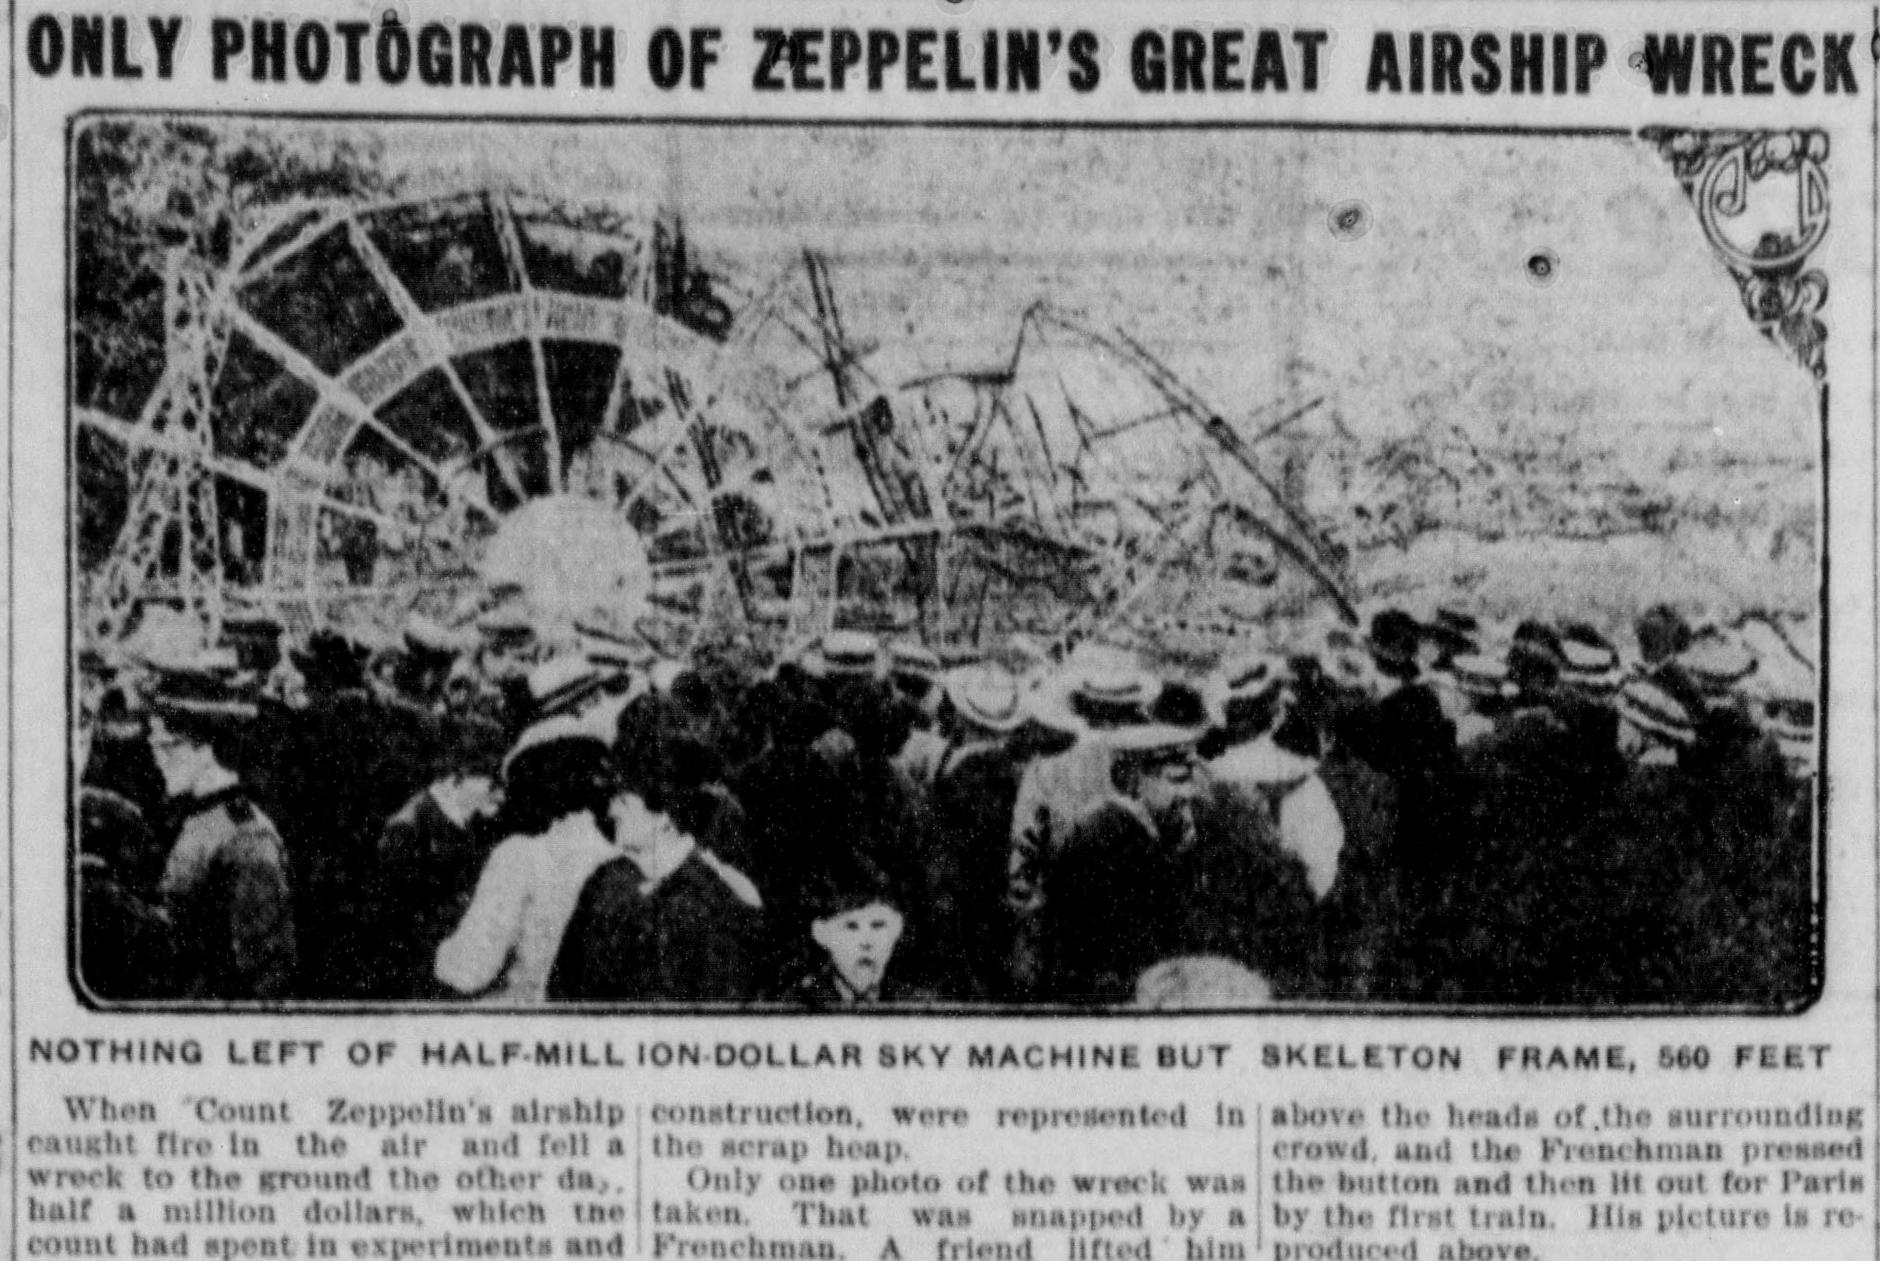 ONLY PHOTOGRAPH OF ZEPPELIN'S GREAT AIRSHIP WRECK
NOTHING LEFT OF HALF-MILLION-DOLLAR SKY MACHINE BUT SKELETON FRAME, 560 FEET
When Count Zeppelin's airship
caught fire in the air and fell a
wreck to the ground the other da,,
half a million dollars, which the
count had spent in experiments and
construction, were represented in
the scrap heap.
Only one photo of the wreck was
taken. That was snapped by a
Frenchman. A friend lifted him
above the heads of the surrounding
crowd, and the Frenchman pressed
the button and then lit out for Paris
by the first train. His picture is re-
produced above.